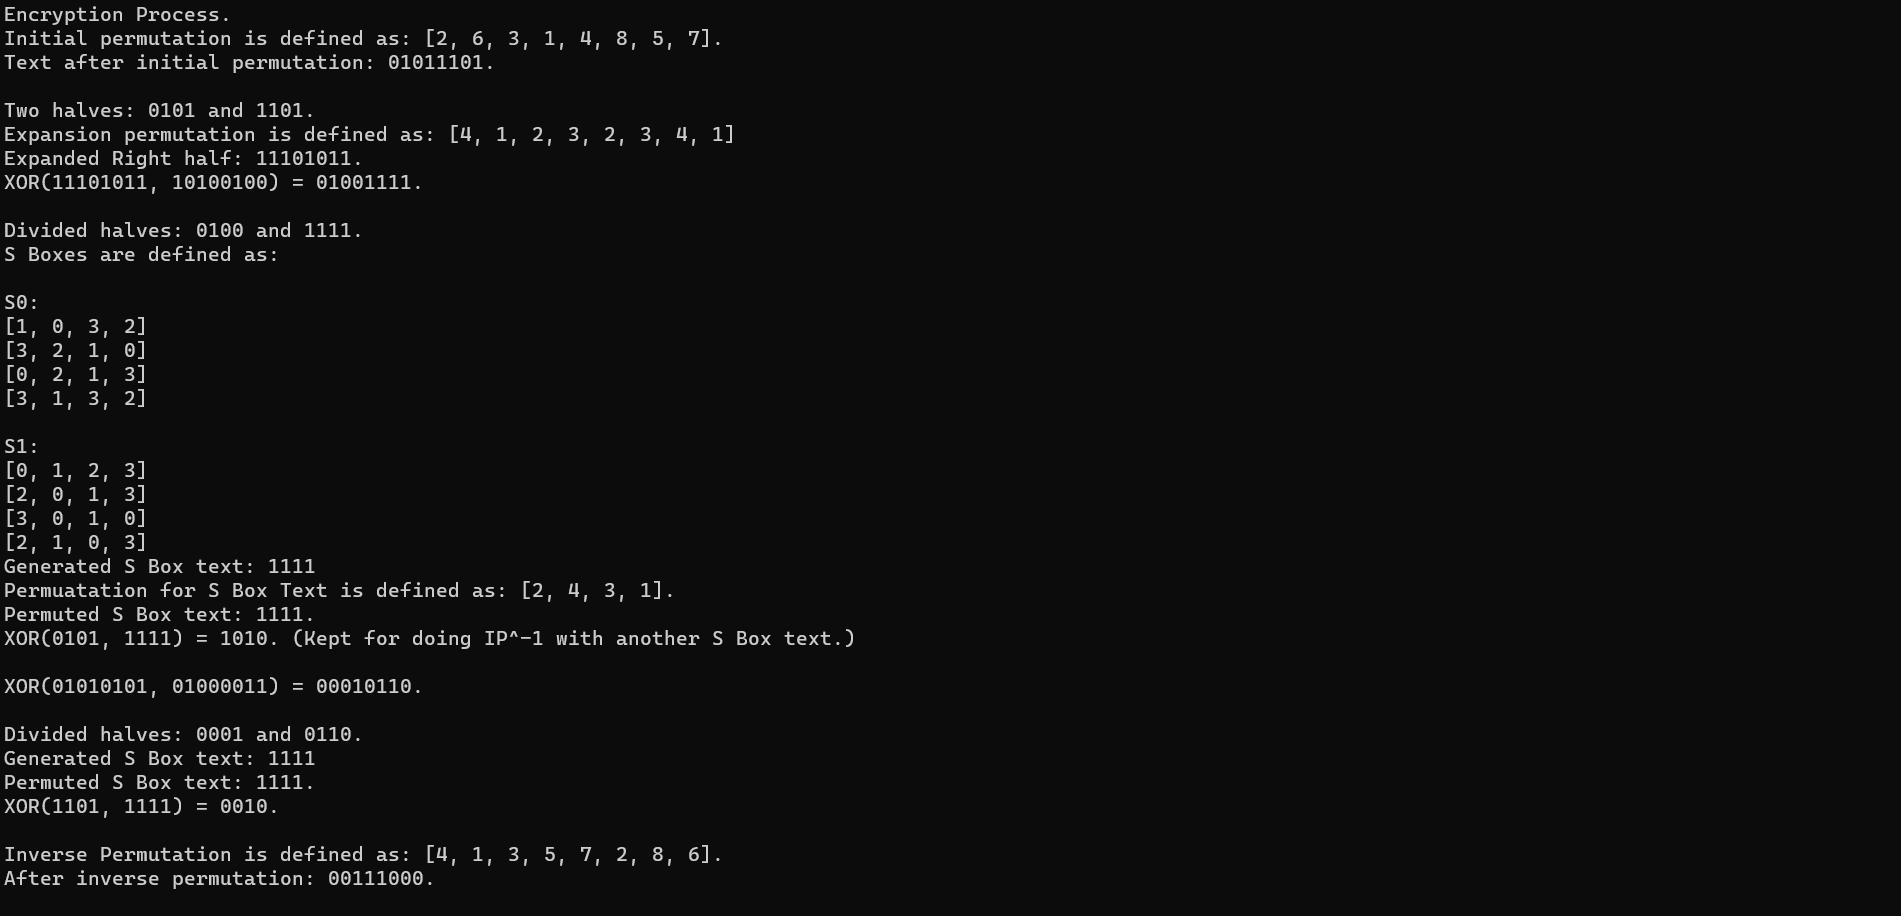 Encryption Process.
Initial permutation is defined as: [2, 6, 3, 1, 4, 8, 5, 7].
Text after initial permutation: 01011101.
Two halves: 0101 and 1101.
Expansion permutation is defined as: [4, 1, 2, 3, 2, 3, 4, 1]
Expanded Right half: 11101011.
XOR(11101011, 10100100) = 01001111.
Divided halves: 0100 and 1111.
S Boxes are defined as:
S0:
[1, 0, 3, 2]
[3, 2, 1, 0]
[0, 2, 1, 3]
[3, 1, 3, 2]
S1:
[0, 1, 2, 3]
[2, 0, 1, 3]
[3, 0, 1, 0]
[2, 1, 0, 3]
Generated S Box text: 1111
Permuatation for S Box Text is defined as: [2, 4, 3, 1].
Permuted S Box text: 1111.
XOR(0101, 1111) = 1010. (Kept for doing IP^-1 with another S Box text.)
XOR(01010101, 01000011) = 00010110.
Divided halves: 0001 and 0110.
Generated S Box text: 1111
Permuted S Box text: 1111.
XOR(1101, 1111) = 0010.
Inverse Permutation is defined as: [4, 1, 3, 5, 7, 2, 8, 6].
After inverse permutation: 00111000.